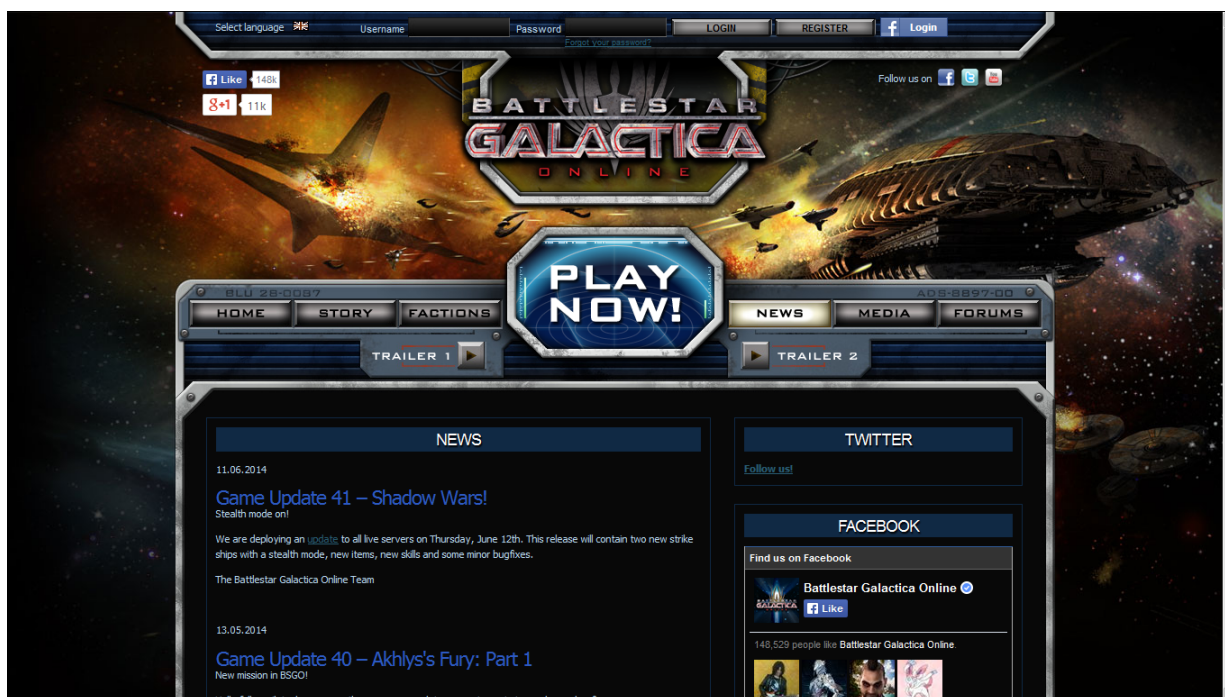 Select language
Username
Password
LOGIN
REGISTER
f Login
Forgot your password?
Like 148k
8+1 11k
Follow us on
You
BATTLESTAR
GALACTICA
ONLINE
PLAY
NOW!
BLU 28-0087
ADS-8897-00
HOME
STORY
FACTIONS
NEWS
MEDIA
FORUMS
TRAILER 1
TRAILER 2
NEWS
11.06.2014
Game Update 41 – Shadow Wars!
Stealth mode on!
We are deploying an update to all live servers on Thursday, June 12th. This release will contain two new strike
ships with a stealth mode, new items, new skills and some minor bugfixes.
The Battlestar Galactica Online Team
13.05.2014
Game Update 40 – Akhlys's Fury: Part 1
New mission in BSGO!
TWITTER
Follow us!
FACEBOOK
Find us on Facebook
BATTLESTAR
GALACTICA
Battlestar Galactica Online
Like
148,529 people like Battlestar Galactica Online.